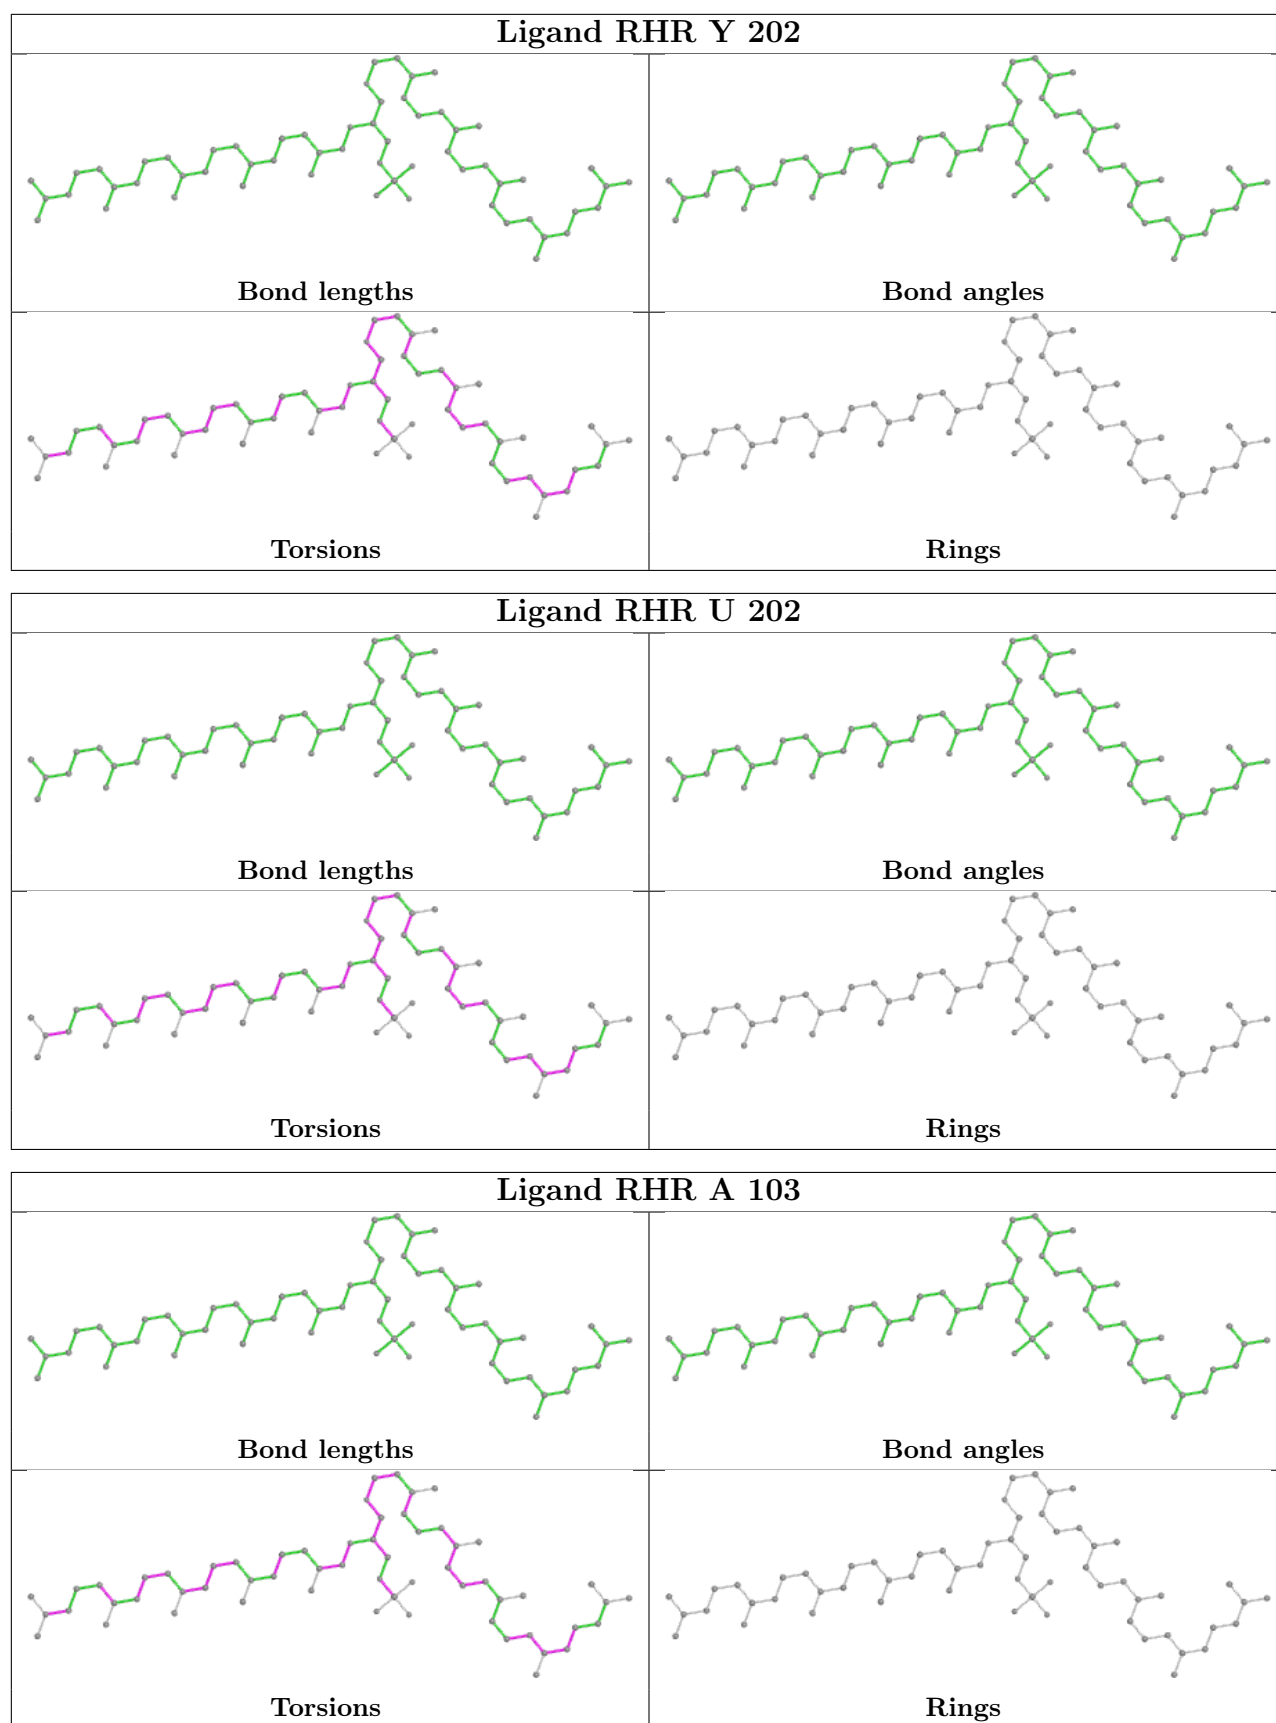 Ligand RHR Y 202
Bond lengths
Bond angles
Torsions
Rings
Ligand RHR U 202
Bond lengths
Bond angles
Torsions
Rings
Ligand RHR A 103
Bond lengths
Bond angles
Torsions
Rings